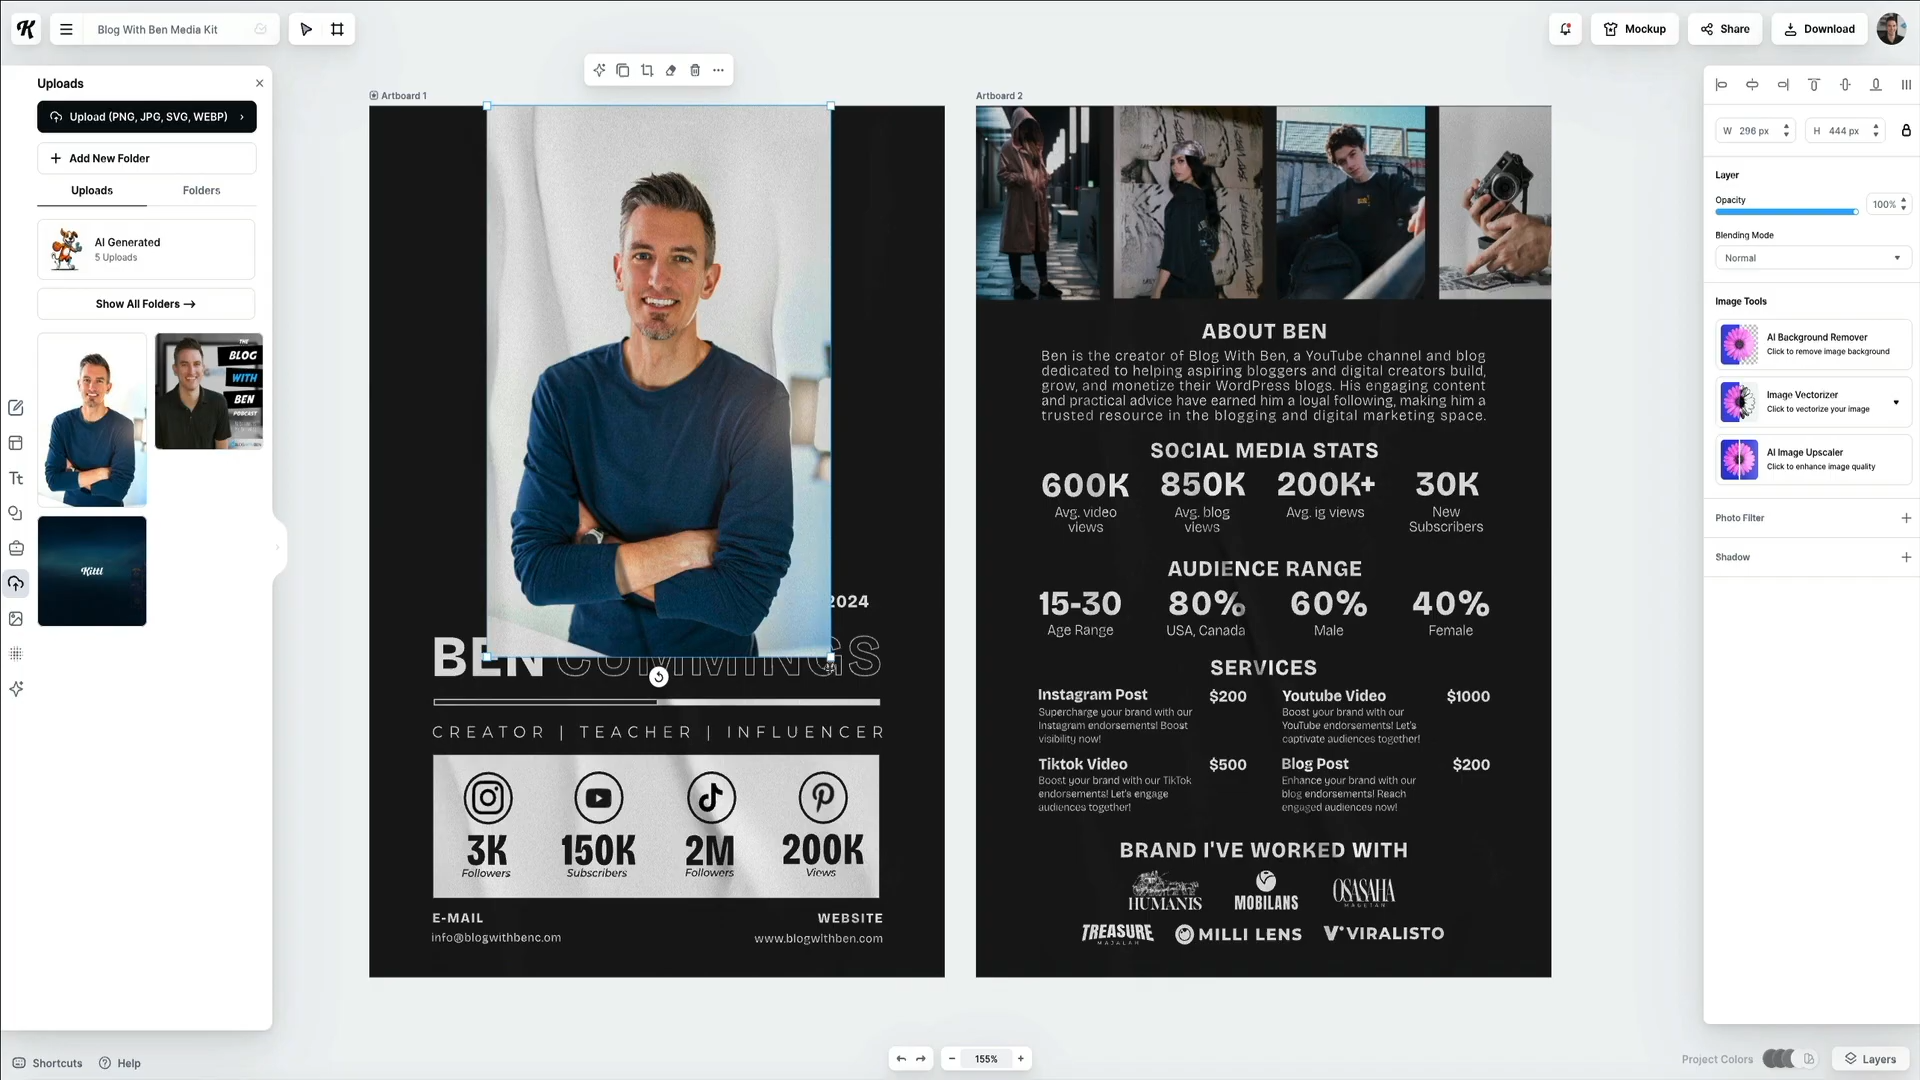 K
Blog With Ben Media Kit
Mockup
Share
Download
Uploads
Upload (PNG, JPG, SVG, WEBP)
Add New Folder
Uploads
Folders
AI Generated
5 Uploads
Show All Folders →
THE
BLOG
WITH
BEN
PODCAST
Kittl
Tt
Shortcuts
Help
Artboard 1
2024
BEN CUMMINGS
CREATOR | TEACHER | INFLUENCER
3K
150K
2M
200K
Followers
Subscribers
Followers
Views
E-MAIL
WEBSITE
info@blogwithbenc.om
www.blogwithben.com
Artboard 2
ABOUT BEN
Ben is the creator of Blog With Ben, a YouTube channel and blog
dedicated to helping aspiring bloggers and digital creators build,
grow, and monetize their WordPress blogs. His engaging content
and practical advice have earned him a loyal following, making him a
trusted resource in the blogging and digital marketing space.
SOCIAL MEDIA STATS
600K
850K
200K+
30K
Avg. video
views
Avg. blog
views
Avg. ig views
New
Subscribers
AUDIENCE RANGE
15-30
80%
60%
40%
Age Range
USA, Canada
Male
Female
SERVICES
Instagram Post
$200
Supercharge your brand with our
Instagram endorsements! Boost
visibility now!
Youtube Video
$1000
Boost your brand with our
YouTube endorsements! Let's
captivate audiences together!
Tiktok Video
$500
Boost your brand with our TikTok
endorsements! Let's engage
audiences together!
Blog Post
$200
Enhance your brand with our
blog endorsements! Reach
engaged audiences now!
BRAND I'VE WORKED WITH
HUMANIS
MOBILANS
OSASAHA
MAGETAN
TREASURE
MAJALAH
MILLI LENS
VIRALISTO
155%
W 296 px
H 444 px
Layer
Opacity
100%
Blending Mode
Normal
Image Tools
AI Background Remover
Click to remove image background
Image Vectorizer
Click to vectorize your image
AI Image Upscaler
Click to enhance image quality
Photo Filter
Shadow
Project Colors
Layers